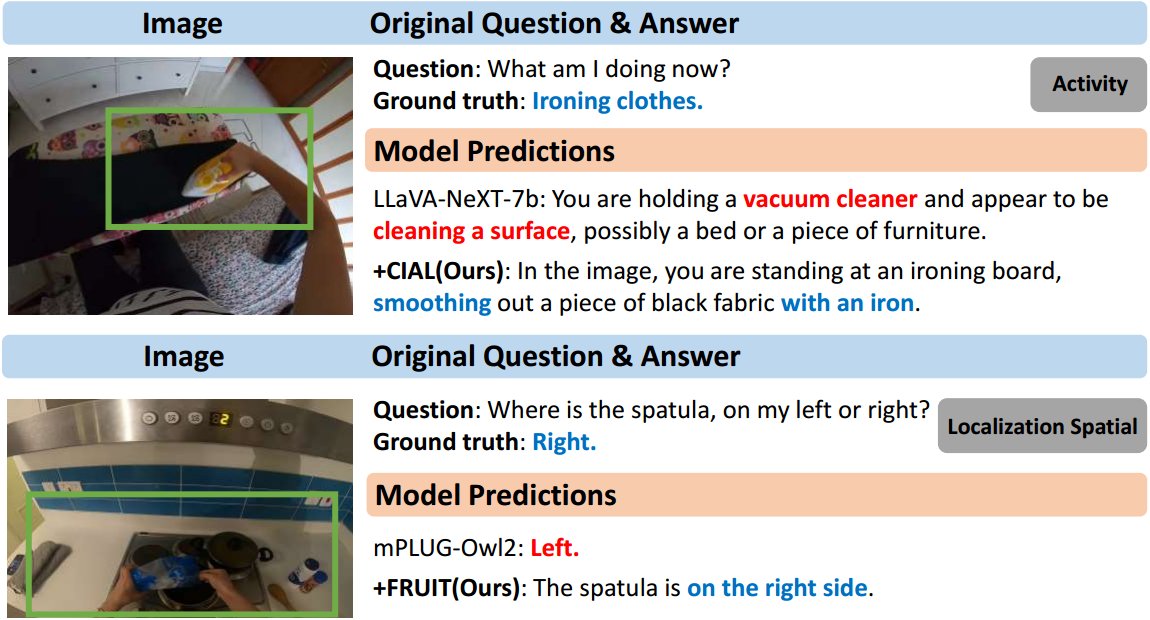 Image
Original Question & Answer
Question: What am I doing now?
Ground truth: Ironing clothes.
Activity
Model Predictions
LLaVA-NeXT-7b: You are holding a vacuum cleaner and appear to be
cleaning a surface, possibly a bed or a piece of furniture.
+CIAL(Ours): In the image, you are standing at an ironing board,
smoothing out a piece of black fabric with an iron.
Image
Original Question & Answer
2
Question: Where is the spatula, on my left or right?
Ground truth: Right.
Localization Spatial
Model Predictions
mPLUG-Owl2: Left.
+FRUIT(Ours): The spatula is on the right side.